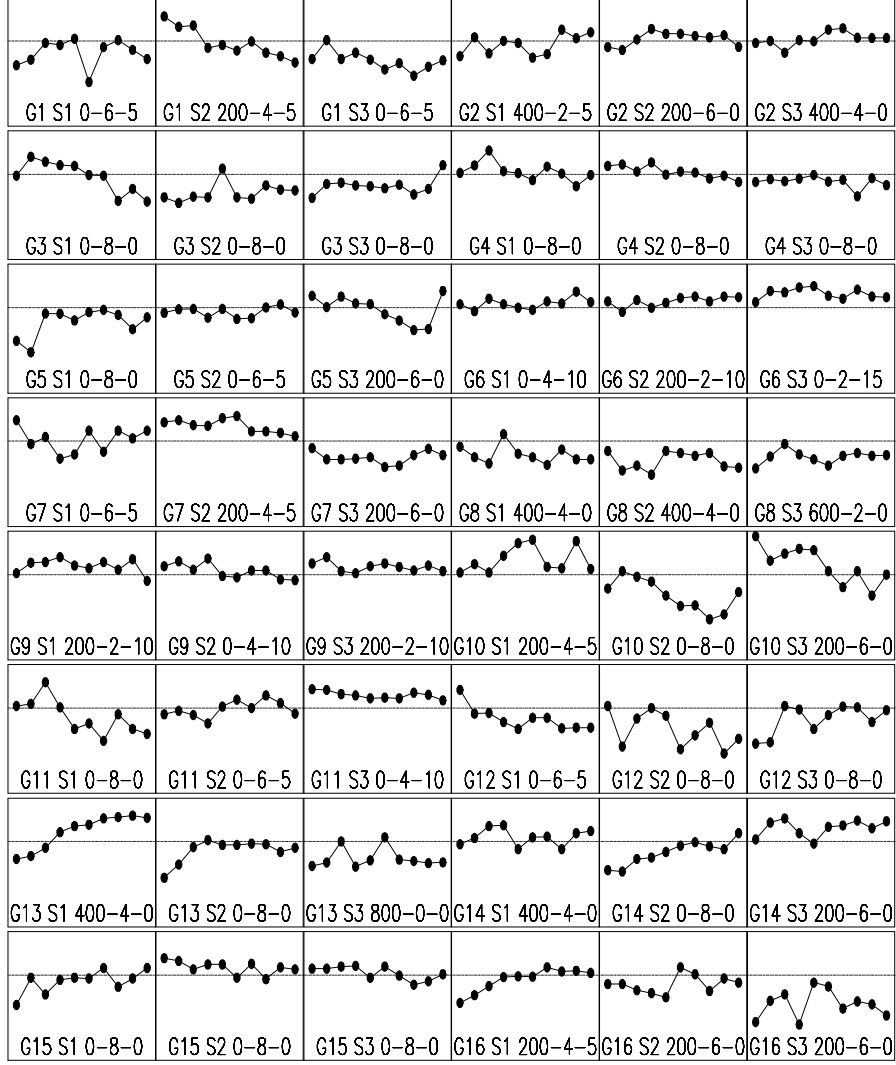 G1 S1 0-6-5 G1 S2 200-4-5 G1 S3 0-6-5 G2 S1 400-2-5 G2 S2 200-6-0 G2 S3 400-4-0
G3 S1 0-8-0 G3 S2 0-8-0 G3 S3 0-8-0 G4 S1 0-8-0 G4 S2 0-8-0 G4 S3 0-8-0
G5 S1 0-8-0 G5 S2 0-6-5 G5 S3 200-6-0 G6 S1 0-4-10 G6 S2 200-2-10 G6 S3 0-2-15
G7 S1 0-6-5 G7 S2 200-4-5 G7 S3 200-6-0 G8 S1 400-4-0 G8 S2 400-4-0 G8 S3 600-2-0
G9 S1 200-2-10 G9 S2 0-4-10 G9 S3 200-2-10 G10 S1 200-4-5 G10 S2 0-8-0 G10 S3 200-6-0
G11 S1 0-8-0 G11 S2 0-6-5 G11 S3 0-4-10 G12 S1 0-6-5 G12 S2 0-8-0 G12 S3 0-8-0
G13 S1 400-4-0 G13 S2 0-8-0 G13 S3 800-0-0 G14 S1 400-4-0 G14 S2 0-8-0 G14 S3 200-6-0
G15 S1 0-8-0 G15 S2 0-8-0 G15 S3 0-8-0 G16 S1 200-4-5 G16 S2 200-6-0 G16 S3 200-6-0